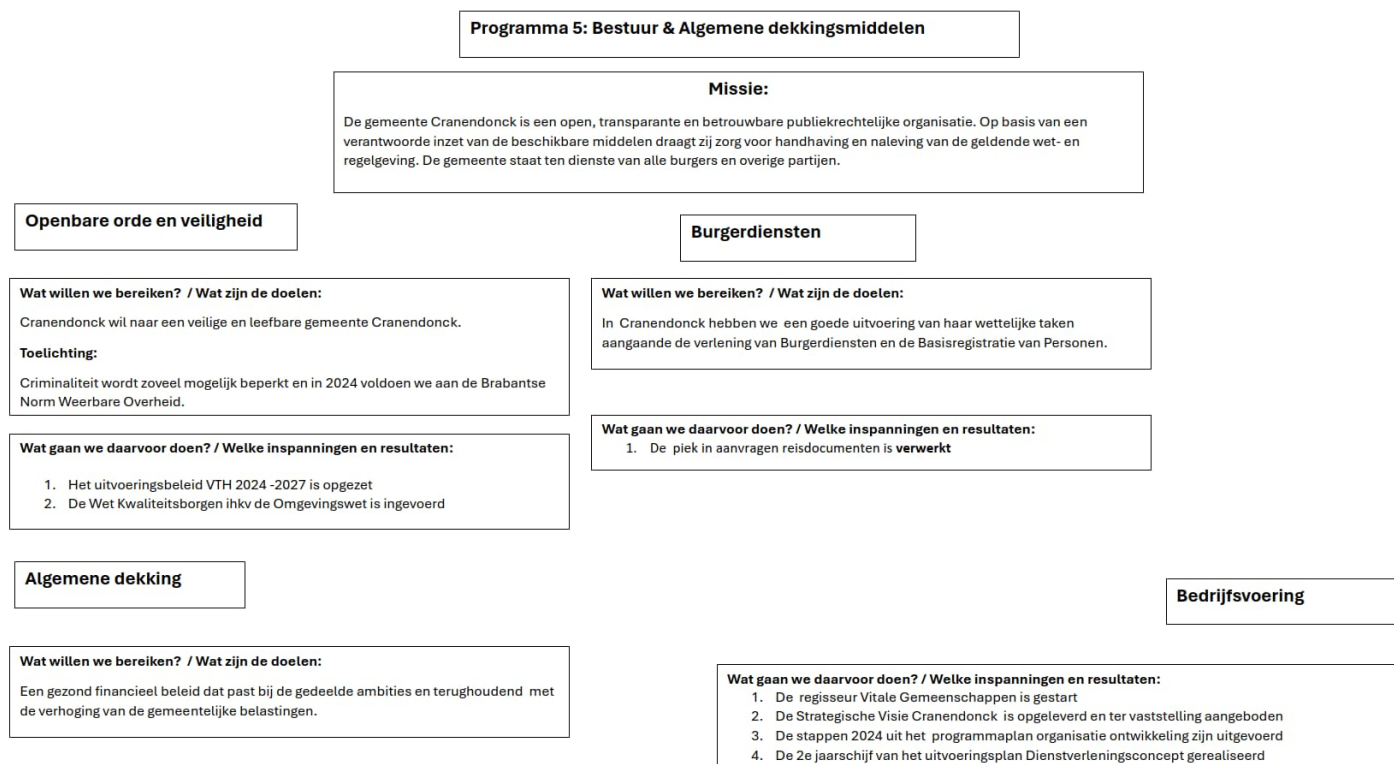 Programma 5: Bestuur & Algemene dekkingsmiddelen
Missie:
De gemeente Cranendonck is een open, transparante en betrouwbare publiekrechtelijke organisatie. Op basis van een
verantwoorde inzet van de beschikbare middelen draagt zij zorg voor handhaving en naleving van de geldende wet- en
regelgeving. De gemeente staat ten dienste van alle burgers en overige partijen.
Openbare orde en veiligheid
Wat willen we bereiken? / Wat zijn de doelen:
Cranendonck wil naar een veilige en leefbare gemeente Cranendonck.
Toelichting:
Criminaliteit wordt zoveel mogelijk beperkt en in 2024 voldoen we aan de Brabantse
Norm Weerbare Overheid.
Wat gaan we daarvoor doen? / Welke inspanningen en resultaten:
1. Het uitvoeringsbeleid VTH 2024 -2027 is opgezet
2. De Wet Kwaliteitsborgen ihkv de Omgevingswet is ingevoerd
Burgerdiensten
Wat willen we bereiken? / Wat zijn de doelen:
In Cranendonck hebben we een goede uitvoering van haar wettelijke taken
aangaande de verlening van Burgerdiensten en de Basisregistratie van Personen.
Wat gaan we daarvoor doen? / Welke inspanningen en resultaten:
1. De piek in aanvragen reisdocumenten is verwerkt
Algemene dekking
Wat willen we bereiken? / Wat zijn de doelen:
Een gezond financieel beleid dat past bij de gedeelde ambities en terughoudend met
de verhoging van de gemeentelijke belastingen.
Bedrijfsvoering
Wat gaan we daarvoor doen? / Welke inspanningen en resultaten:
1. De regisseur Vitale Gemeenschappen is gestart
2. De Strategische Visie Cranendonck is opgeleverd en ter vaststelling aangeboden
3. De stappen 2024 uit het programmaplan organisatie ontwikkeling zijn uitgevoerd
4. De 2e jaarschijf van het uitvoeringsplan Dienstverleningsconcept gerealiseerd